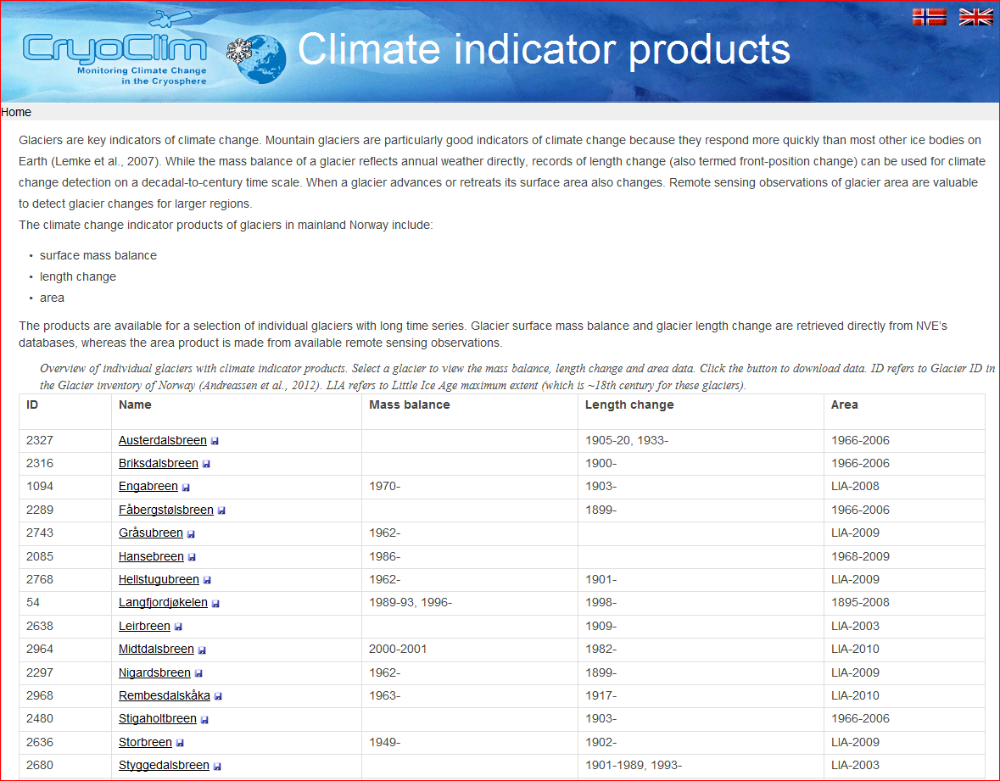 CryoClim
Monitoring Climate Change
in the Cryosphere
Climate indicator products
Home
Glaciers are key indicators of climate change. Mountain glaciers are particularly good indicators of climate change because they respond more quickly than most other ice bodies on
Earth (Lemke et al., 2007). While the mass balance of a glacier reflects annual weather directly, records of length change (also termed front-position change) can be used for climate
change detection on a decadal-to-century time scale. When a glacier advances or retreats its surface area also changes. Remote sensing observations of glacier area are valuable
to detect glacier changes for larger regions.
The climate change indicator products of glaciers in mainland Norway include:
• surface mass balance
• length change
• area
The products are available for a selection of individual glaciers with long time series. Glacier surface mass balance and glacier length change are retrieved directly from NVE's
databases, whereas the area product is made from available remote sensing observations.
Overview of individual glaciers with climate indicator products. Select a glacier to view the mass balance, length change and area data. Click the button to download data. ID refers to Glacier ID in
the Glacier inventory of Norway (Andreassen et al., 2012). LIA refers to Little Ice Age maximum extent (which is ~18th century for these glaciers).
ID Name Mass balance Length change Area
2327 Austerdalsbreen 1905-20, 1933- 1966-2006
2316 Briksdalsbreen 1900- 1966-2006
1094 Engabreen 1970- 1903- LIA-2008
2289 Fåbergstølsbreen 1899- 1966-2006
2743 Gråsubreen 1962- LIA-2009
2085 Hansebreen 1986- 1968-2009
2768 Hellstugubreen 1962- 1901- LIA-2009
54 Langfjordjøkelen 1989-93, 1996- 1998- 1895-2008
2638 Leirbreen 1909- LIA-2003
2964 Midtdalsbreen 2000-2001 1982- LIA-2010
2297 Nigardsbreen 1962- 1899- LIA-2009
2968 Rembesdalskåka 1963- 1917- LIA-2010
2480 Stigaholtbreen 1903- 1966-2006
2636 Storbreen 1949- 1902- LIA-2009
2680 Styggedalsbreen 1901-1989, 1993- LIA-2003